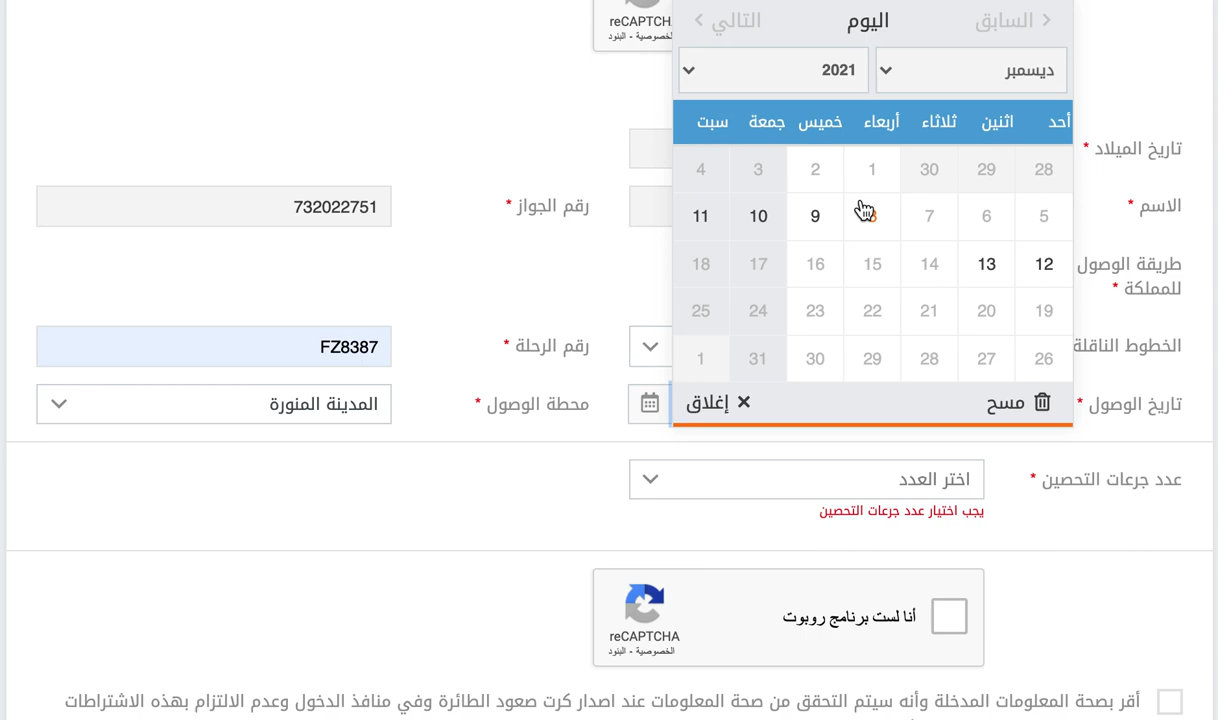 reCAPTCHA
الخصوصية - البنود
السابق
اليوم
التالي
ديسمبر
2021
أحد اثنين ثلاثاء أربعاء خميس جمعة سبت
28 29 30 1 2 3 4
5 6 7 8 9 10 11
12 13 14 15 16 17 18
19 20 21 22 23 24 25
26 27 28 29 30 31 1
مسح
إغلاق
تاريخ الميلاد *
الاسم *
رقم الجواز *
732022751
طريقة الوصول
للمملكة *
الخطوط الناقلة
رقم الرحلة *
FZ8387
تاريخ الوصول *
محطة الوصول *
المدينة المنورة
عدد جرعات التحصين *
اختر العدد
يجب اختيار عدد جرعات التحصين
أنا لست برنامج روبوت
reCAPTCHA
الخصوصية - البنود
أقر بصحة المعلومات المدخلة وأنه سيتم التحقق من صحة المعلومات عند اصدار كرت صعود الطائرة وفي منافذ الدخول وعدم الالتزام بهذه الاشتراطات